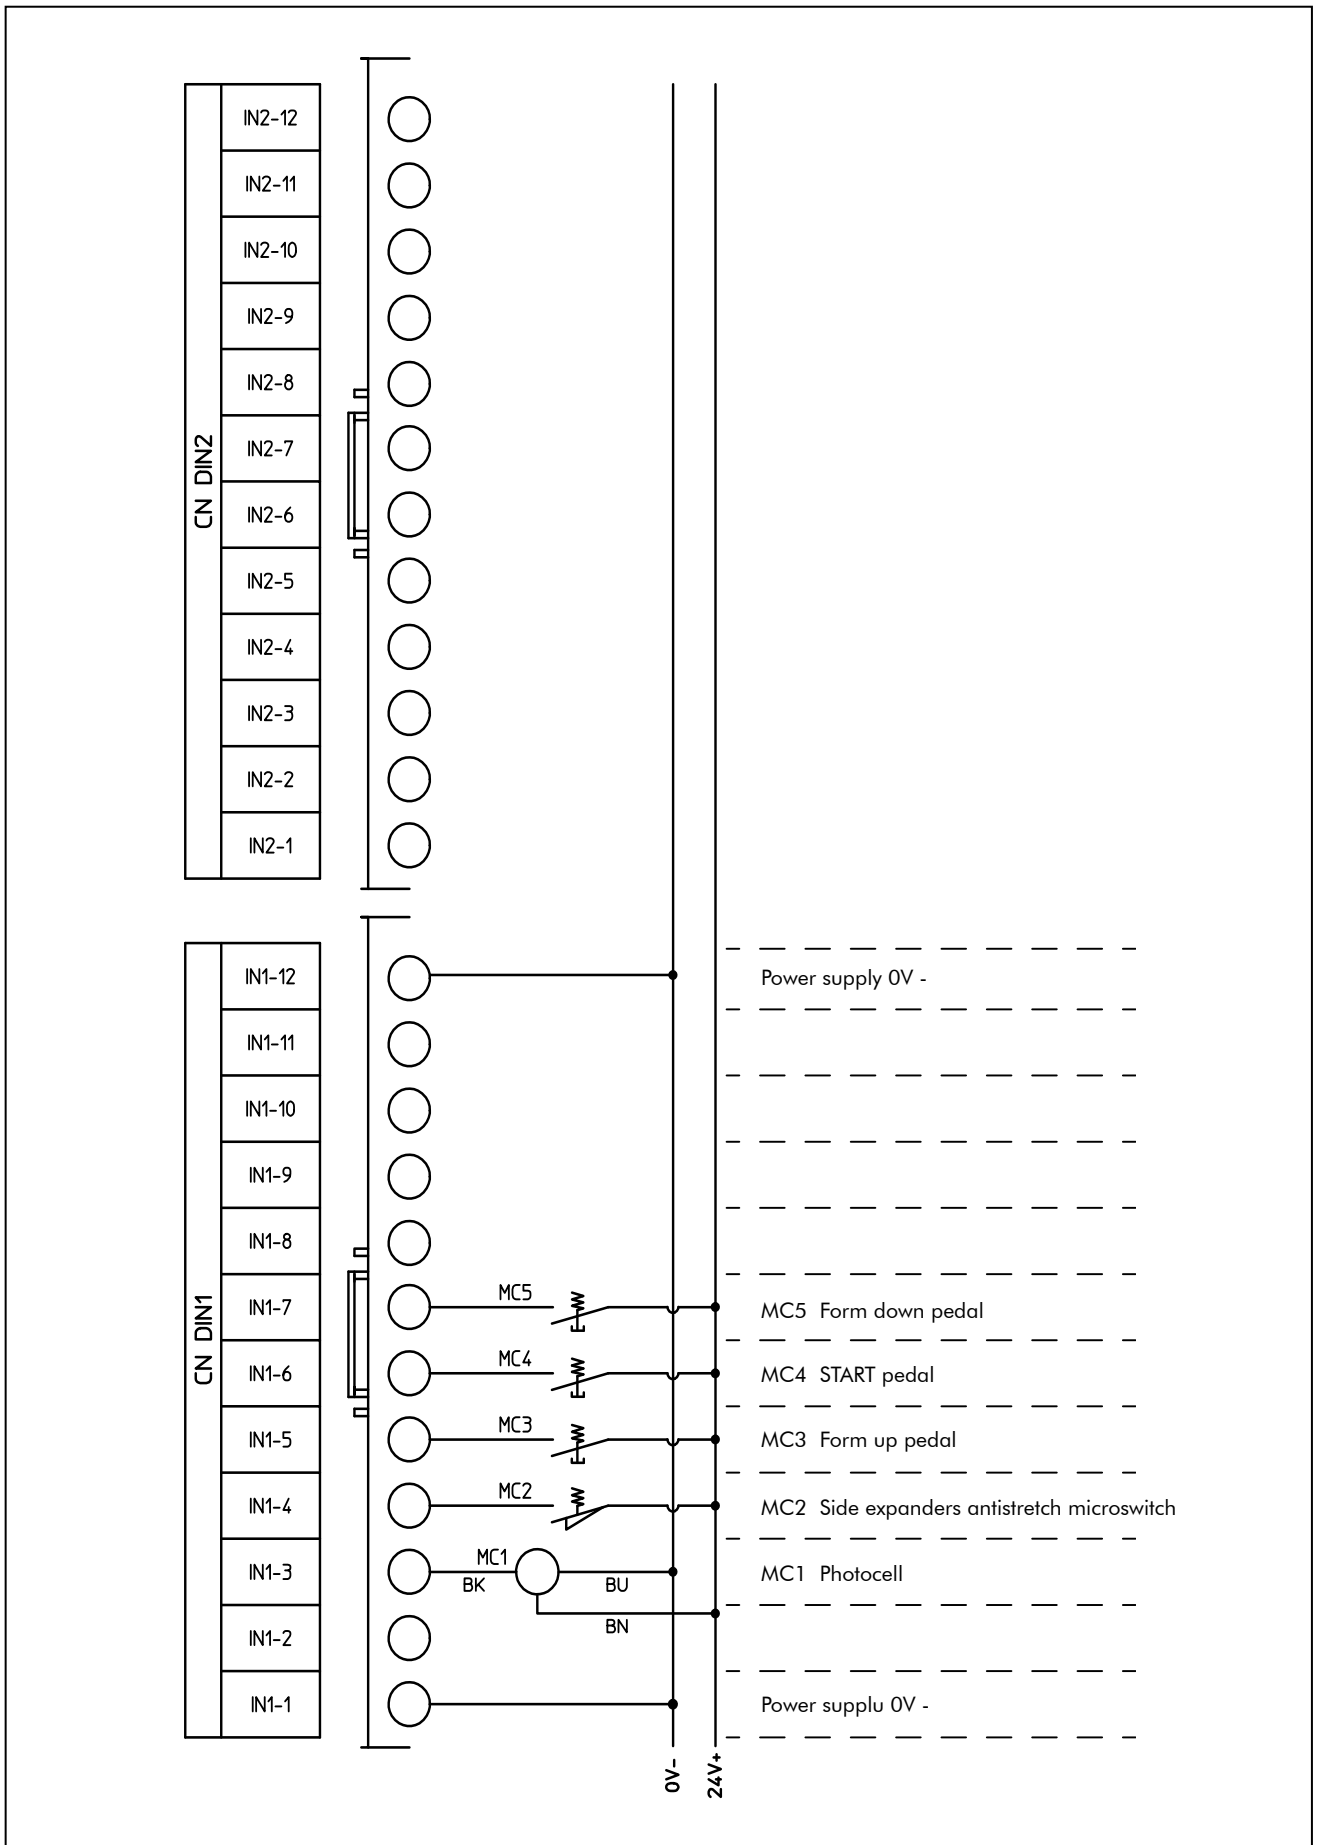 CN DIN2
IN2-12
IN2-11
IN2-10
IN2-9
IN2-8
IN2-7
IN2-6
IN2-5
IN2-4
IN2-3
IN2-2
IN2-1
CN DIN1
IN1-12
Power supply 0V -
IN1-11
IN1-10
IN1-9
IN1-8
IN1-7
MC5
MC5 Form down pedal
IN1-6
MC4
MC4 START pedal
IN1-5
MC3
MC3 Form up pedal
IN1-4
MC2
MC2 Side expanders antistretch microswitch
IN1-3
MC1
BK
BU
MC1 Photocell
BN
IN1-2
IN1-1
Power supplu 0V -
0V-
24V+